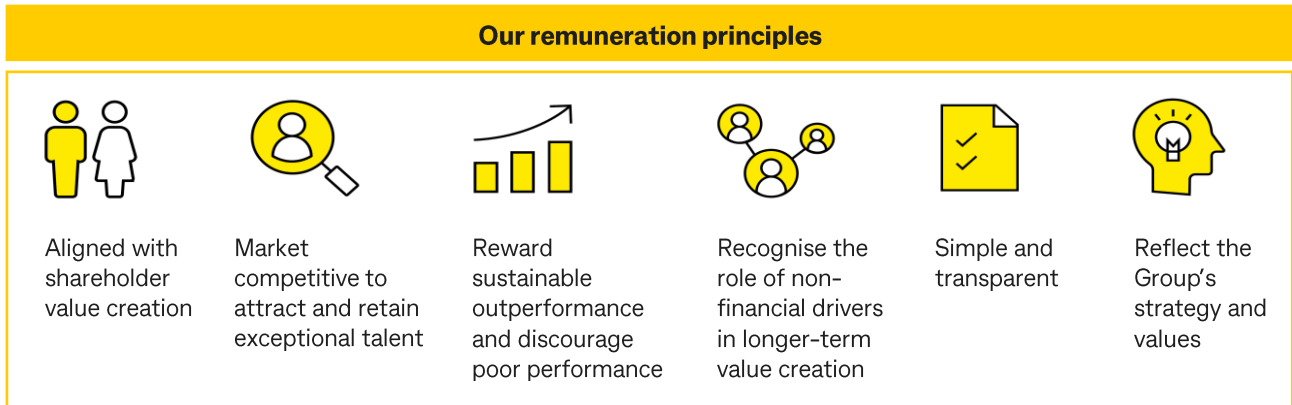 Our remuneration principles
Aligned with
shareholder
value creation
Market
competitive to
attract and retain
exceptional talent
Reward
sustainable
outperformance
and discourage
poor performance
Recognise the
role of non-
financial drivers
in longer-term
value creation
Simple and
transparent
Reflect the
Group's
strategy and
values